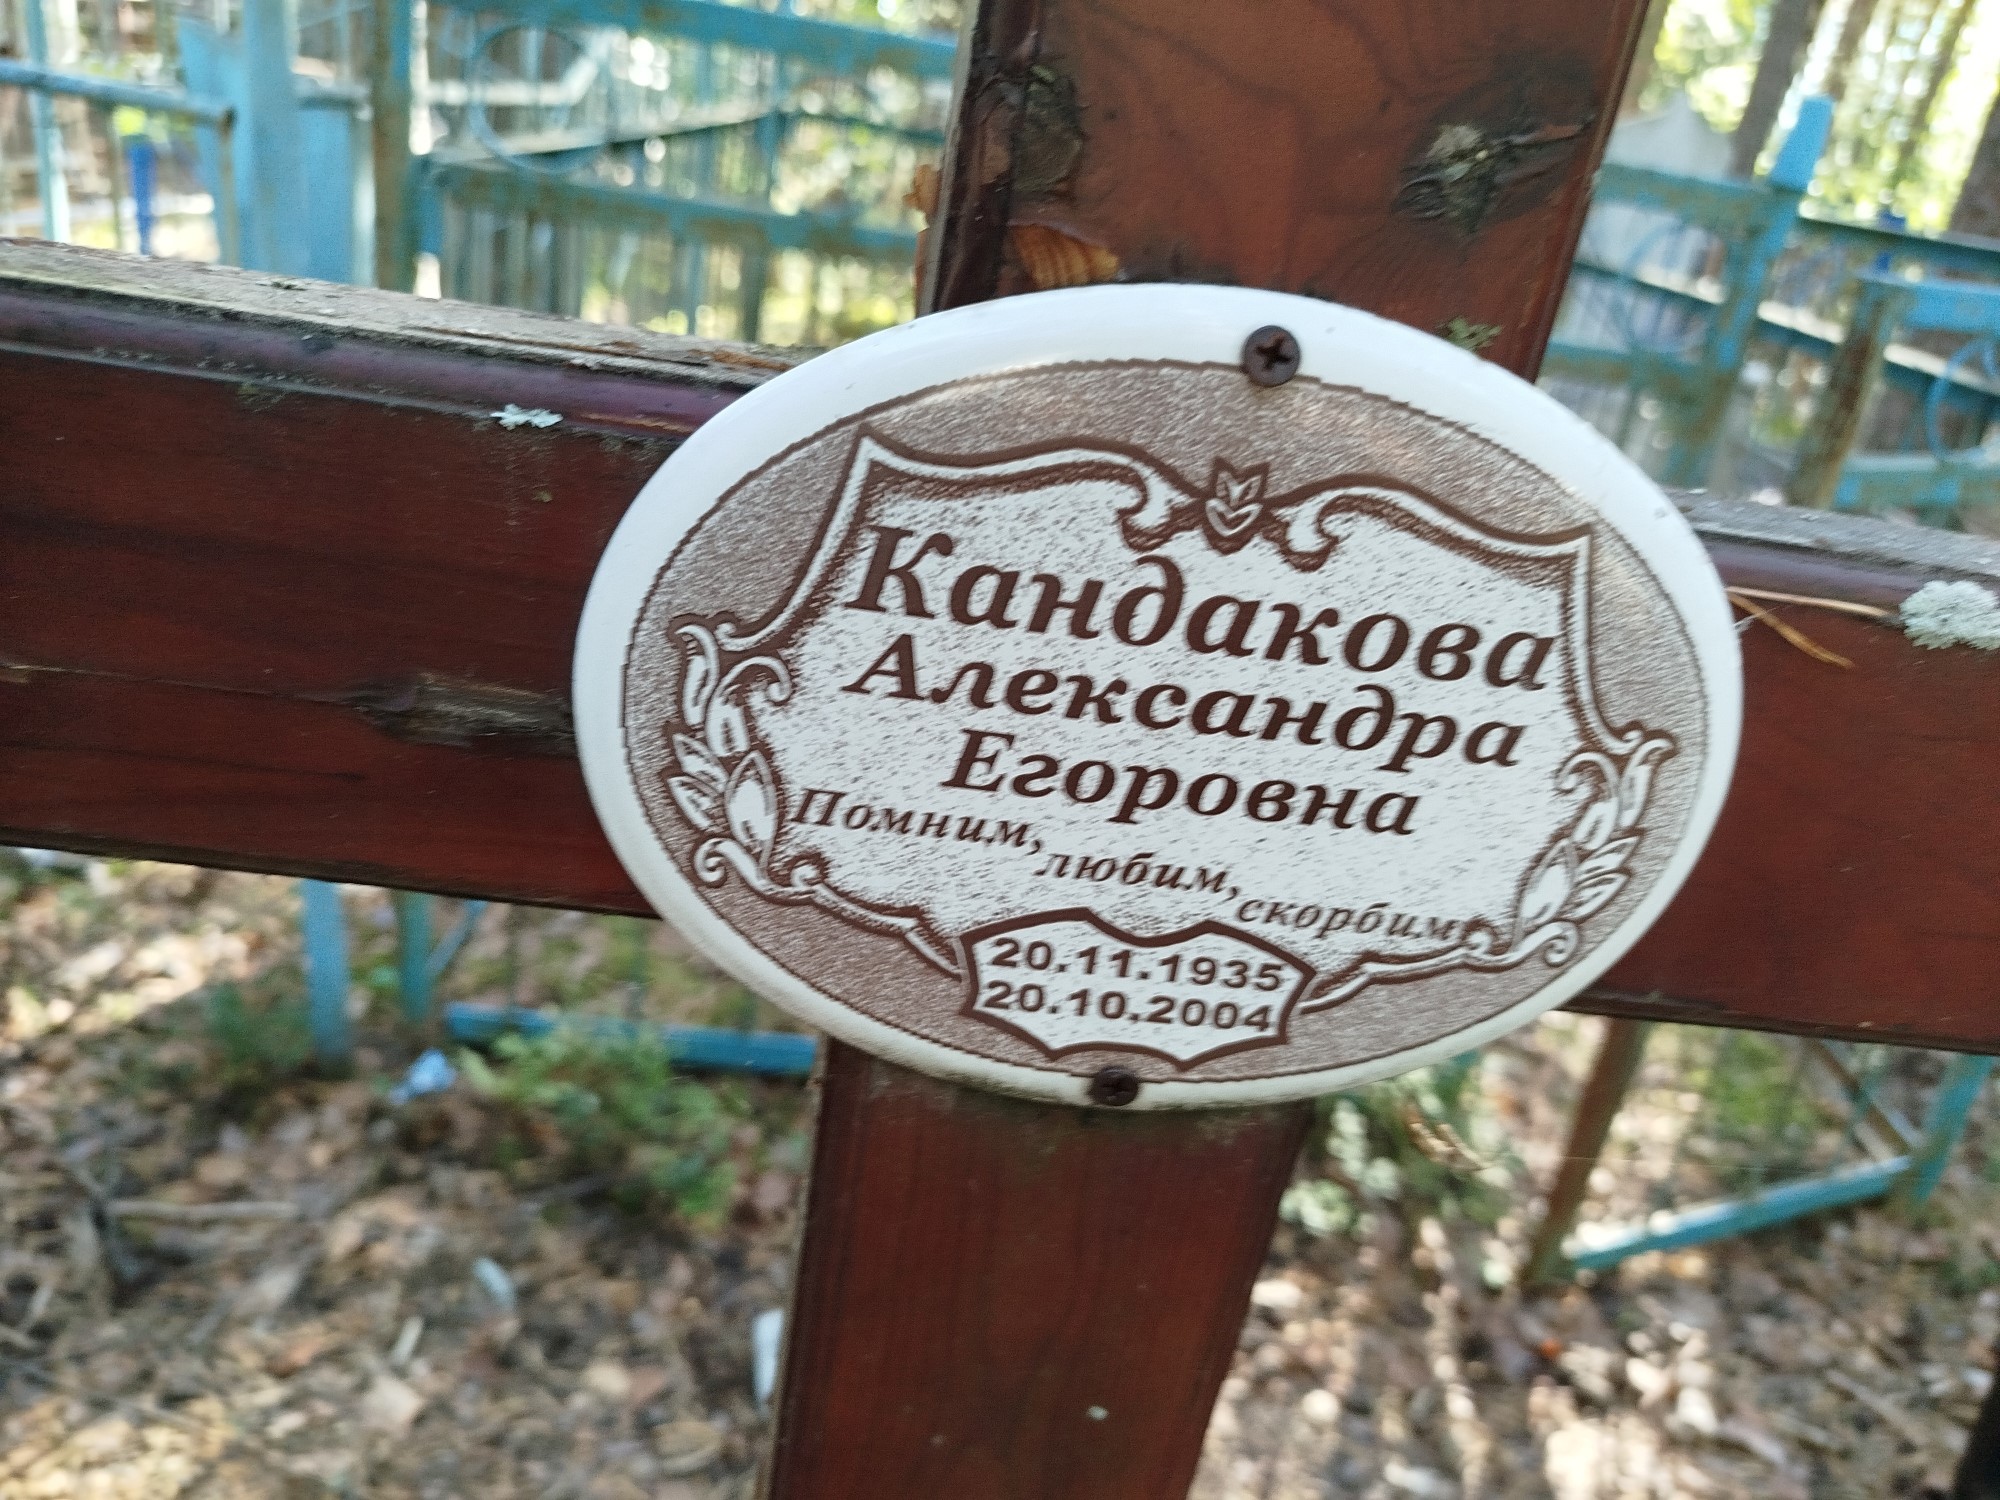 Кандакова
Александра
Егоровна
Помним, любим, скорбим
20.11.1935
20.10.2004